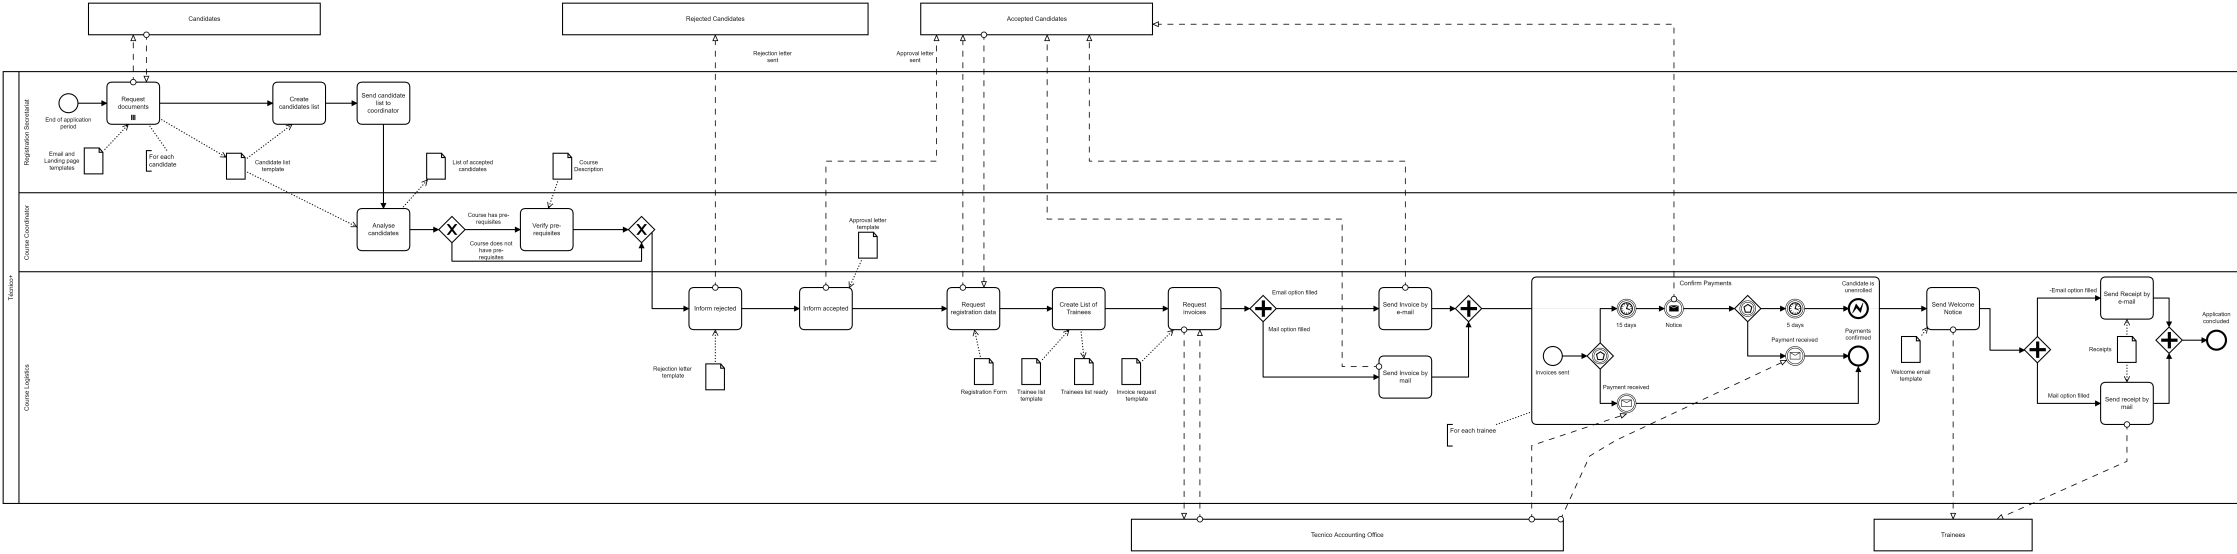 Candidates
Rejected Candidates
Accepted Candidates
Rejection letter
sent
Approval letter
sent
Técnico+
Registration Secretariat
End of application
period
Request
documents
Create
candidates list
Send candidate
list to
coordinator
Email and
Landing page
templates
For each
candidate
Candidate list
template
List of accepted
candidates
Course
Description
Course Coordinator
Analyse
candidates
Course has pre-
requisites
Course does not
have pre-
requisites
Verify pre-
requisites
Approval letter
template
Course Logistics
Inform rejected
Rejection letter
template
Inform accepted
Request
registration data
Registration Form
Create List of
Trainees
Trainee list
template
Trainees list ready
Request
invoices
Invoice request
template
Email option filled
Mail option filled
Send Invoice by
e-mail
Send Invoice by
mail
Confirm Payments
Invoices sent
15 days
Notice
5 days
Candidate is
unenrolled
Payments
confirmed
Payment received
Payment received
For each trainee
Send Welcome
Notice
Welcome email
template
-Email option filled
Mail option filled
Send Receipt by
e-mail
Receipts
Send receipt by
mail
Application
concluded
Tecnico Accounting Office
Trainees